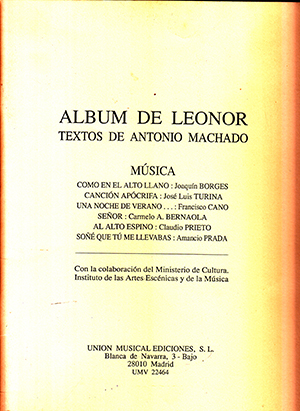 ALBUM DE LEONOR
TEXTOS DE ANTONIO MACHADO
MÚSICA
COMO EN EL ALTO LLANO : Joaquín BORGES
CANCIÓN APÓCRIFA : José Luis TURINA
UNA NOCHE DE VERANO . . . : Francisco CANO
SEÑOR : Carmelo A. BERNAOLA
AL ALTO ESPINO : Claudio PRIETO
SOÑÉ QUE TÚ ME LLEVABAS : Amancio PRADA
Con la colaboración del Ministerio de Cultura.
Instituto de las Artes Escénicas y de la Música
UNION MUSICAL EDICIONES, S. L.
Blanca de Navarra, 3 - Bajo
28010 Madrid
UMV 22464